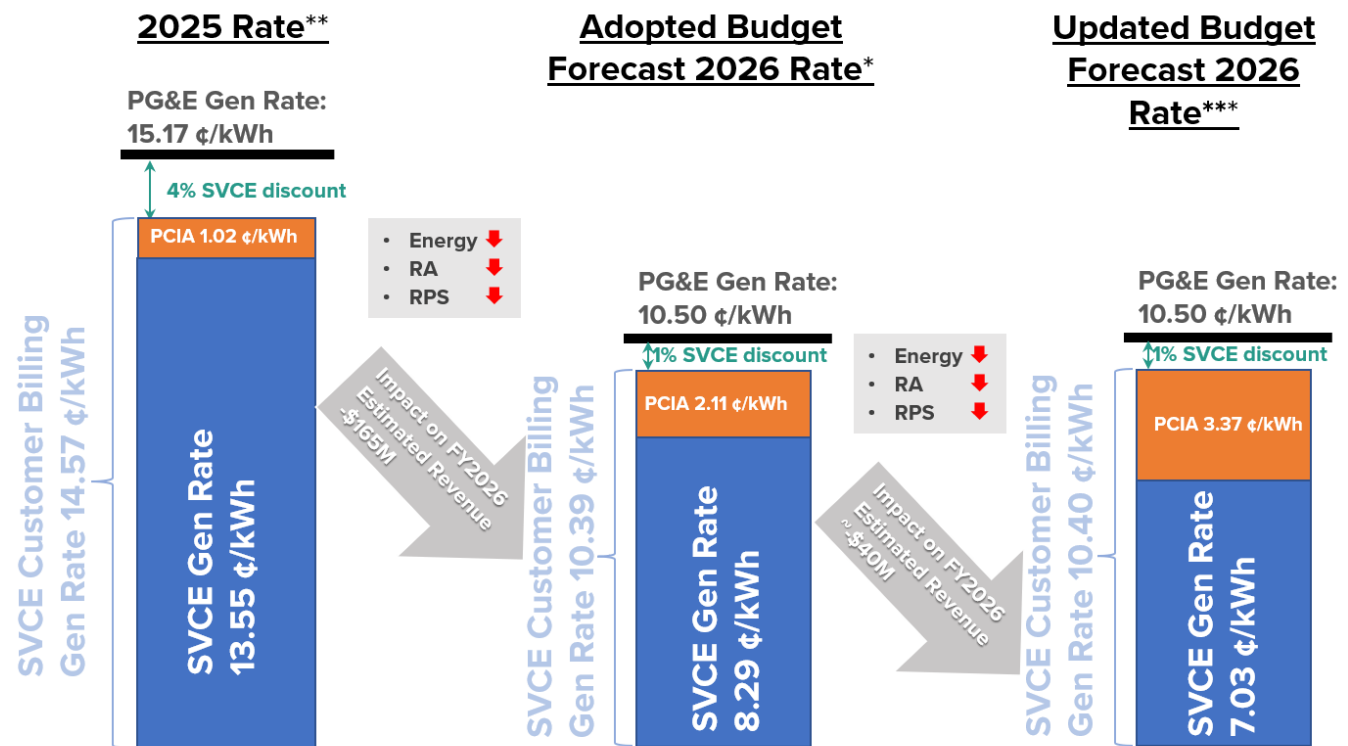 2025 Rate**
PG&E Gen Rate:
15.17 ¢/kWh
4% SVCE discount
PCIA 1.02 ¢/kWh
SVCE Customer Billing
Gen Rate 14.57 ¢/kWh
SVCE Gen Rate
13.55 ¢/kWh
• Energy
• RA
• RPS
Impact on FY2026
Estimated Revenue
-$165M
Adopted Budget
Forecast 2026 Rate*
PG&E Gen Rate:
10.50 ¢/kWh
1% SVCE discount
PCIA 2.11 ¢/kWh
SVCE Customer Billing
Gen Rate 10.39 ¢/kWh
SVCE Gen Rate
8.29 ¢/kWh
• Energy
• RA
• RPS
Impact on FY2026
Estimated Revenue
~-$40M
Updated Budget
Forecast 2026
Rate***
PG&E Gen Rate:
10.50 ¢/kWh
1% SVCE discount
PCIA 3.37 ¢/kWh
SVCE Customer Billing
Gen Rate 10.40 ¢/kWh
SVCE Gen Rate
7.03 ¢/kWh